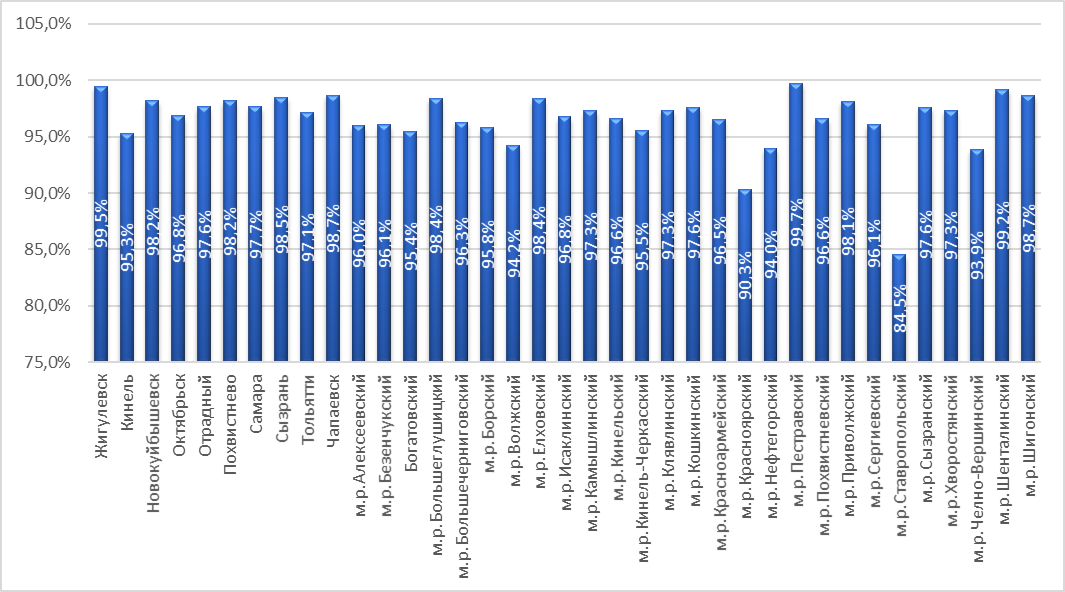 105,0%
100,0%
95,0%
90,0%
85,0%
80,0%
75,0%
99.5%
95.3%
98.2%
96.8%
97.6%
98.2%
97.7%
98.5%
97.1%
98.7%
96.0%
96.1%
95.4%
98.4%
96.3%
95.8%
94.2%
98.4%
96.8%
97.3%
96.6%
95.5%
97.3%
97.6%
96.5%
90.3%
94.0%
99.7%
96.6%
98.1%
96.1%
84.5%
97.6%
97.3%
93.9%
99.2%
98.7%
Жигулевск
Кинель
Новокуйбышевск
Октябрьск
Отрадный
Похвистнево
Самара
Сызрань
Тольятти
Чапаевск
м.р.Алексеевский
м.р.Безенчукский
Богатовский
м.р.Большеглушицкий
м.р.Большечерниговский
м.р.Борский
м.р.Волжский
м.р.Елховский
м.р.Исаклинский
м.р.Камышлинский
м.р.Кинельский
м.р.Кинель-Черкасский
м.р.Клявлинский
м.р.Кошкинский
м.р.Красноармейский
м.р.Красноярский
м.р.Нефтегорский
м.р.Пестравский
м.р.Похвистневский
м.р.Приволжский
м.р.Сергиевский
м.р.Ставропольский
м.р.Сызранский
м.р.Хворостянский
м.р.Челно-Вершинский
м.р.Шенталинский
м.р.Шигонский